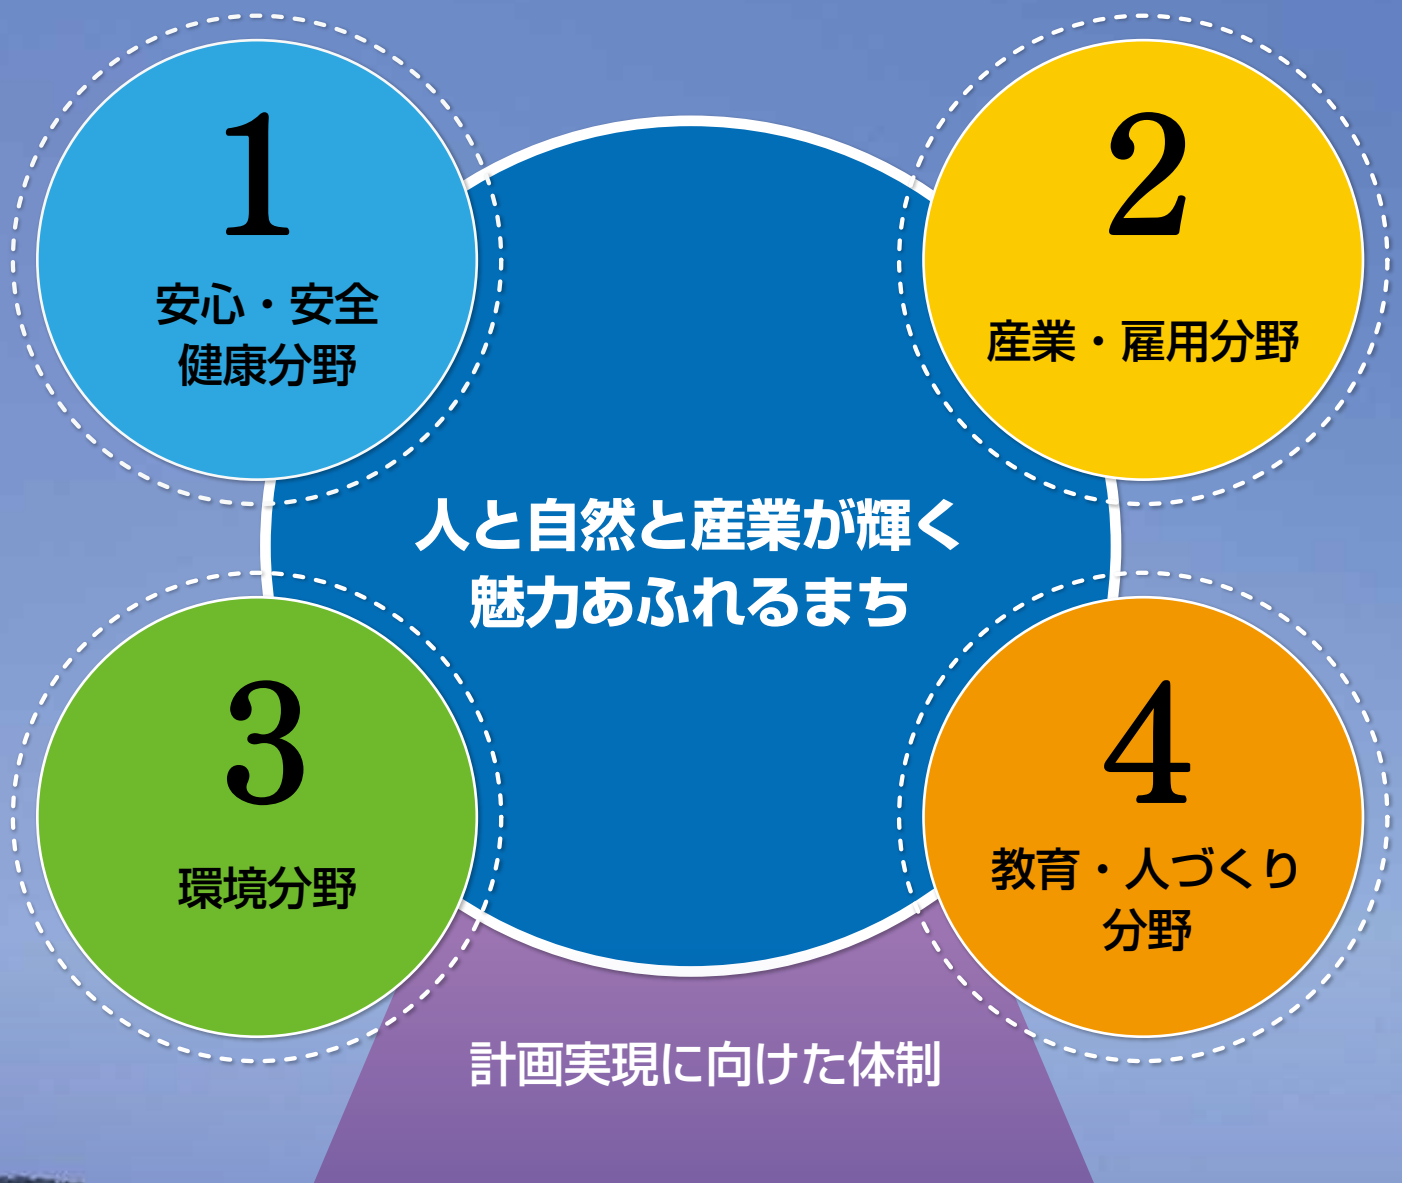 1
安心・安全
健康分野
2
産業・雇用分野
人と自然と産業が輝く
魅力あふれるまち
3
環境分野
4
教育・人づくり
分野
計画実現に向けた体制